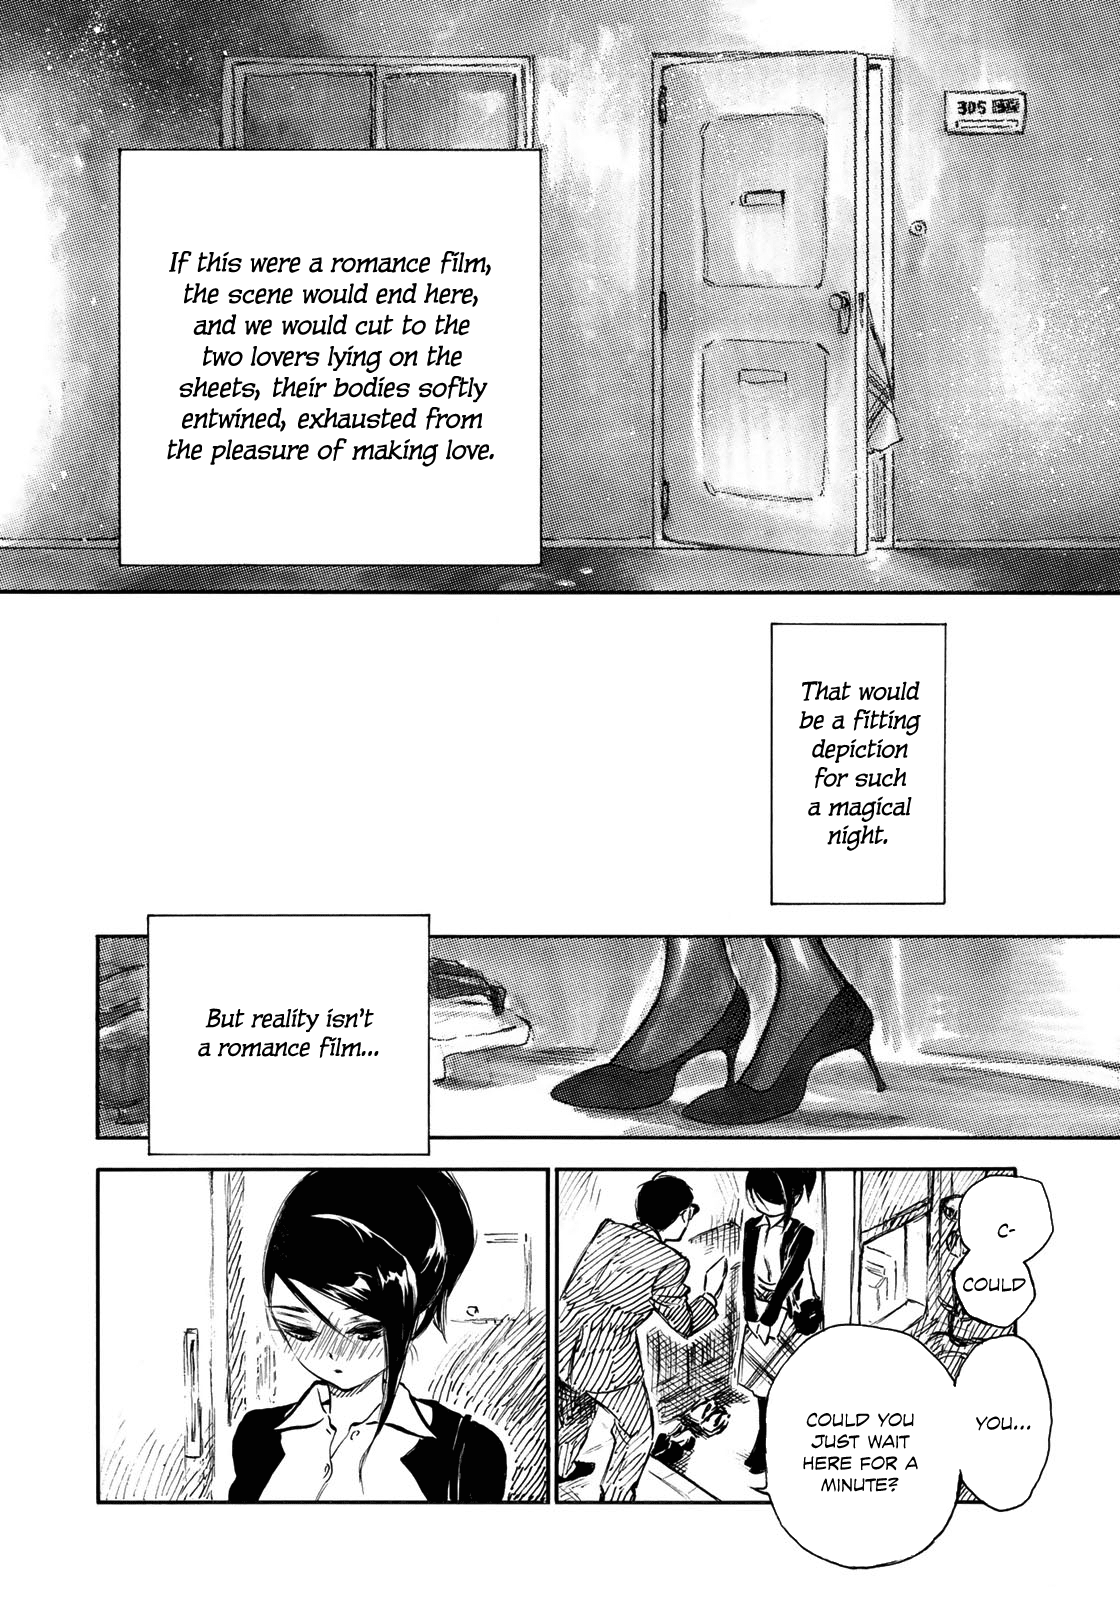 305
If this were a romance film,
the scene would end here,
and we would cut to the
two lovers lying on the
sheets, their bodies softly
entwined, exhausted from
the pleasure of making love.
That would
be a fitting
depiction
for such
a magical
night.
But reality isn't
a romance film...
C-
COULD
YOU...
COULD YOU
JUST WAIT
HERE FOR A
MINUTE?